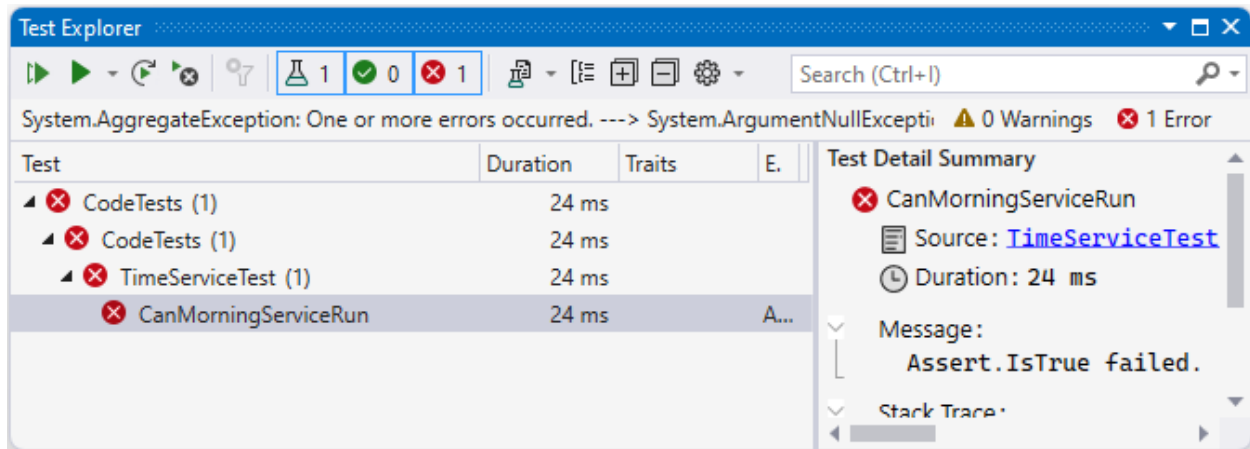 Test Explorer
1 0 1 Search (Ctrl+I)
System.AggregateException: One or more errors occurred. ---> System.ArgumentNullExcepti 0 Warnings 1 Error
Test Duration Traits E.
CodeTests (1) 24 ms
CodeTests (1) 24 ms
TimeServiceTest (1) 24 ms
CanMorningServiceRun 24 ms A...
Test Detail Summary
CanMorningServiceRun
Source: TimeServiceTest
Duration: 24 ms
Message:
Assert.IsTrue failed.
Stack Trace: